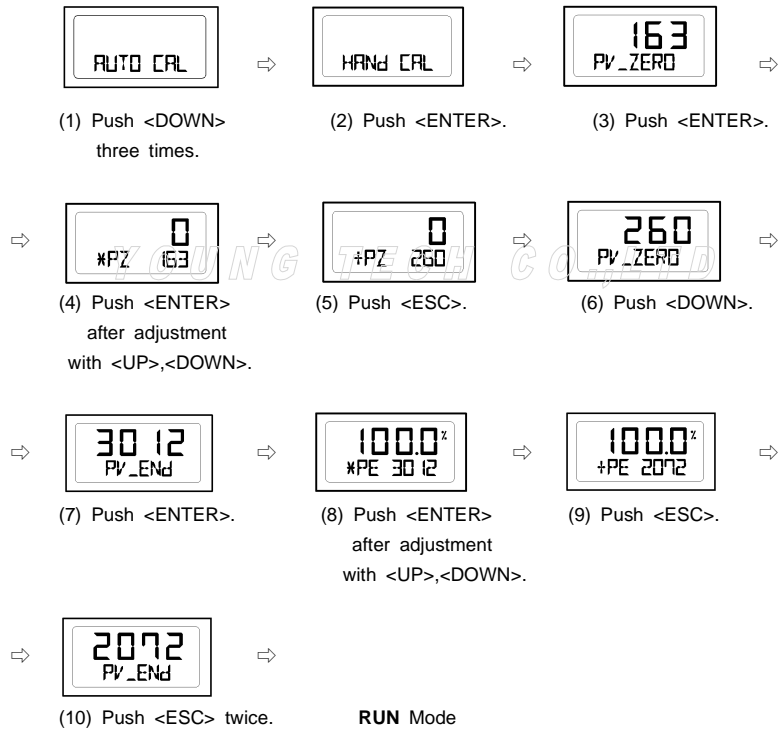 AUTO CAL
⇨
HANd CAL
⇨
163
PV_ZERO
⇨
(1) Push <DOWN>
three times.
(2) Push <ENTER>.
(3) Push <ENTER>.
⇨
0
*PZ 163
⇨
0
+PZ 260
⇨
260
PV_ZERO
⇨
YOUNG TECH CO.,LTD
(4) Push <ENTER>
after adjustment
with <UP>,<DOWN>.
(5) Push <ESC>.
(6) Push <DOWN>.
⇨
3012
PV_ENd
⇨
100.0%
*PE 3012
⇨
100.0%
+PE 2072
⇨
(7) Push <ENTER>.
(8) Push <ENTER>
after adjustment
with <UP>,<DOWN>.
(9) Push <ESC>.
⇨
2072
PV_ENd
⇨
(10) Push <ESC> twice.
RUN Mode